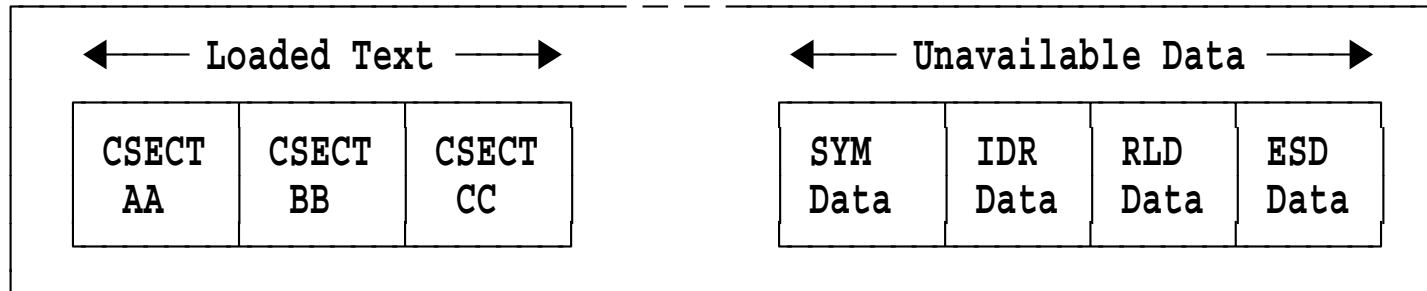 Loaded Text
Unavailable Data
CSECT CSECT CSECT
AA BB CC
SYM IDR RLD ESD
Data Data Data Data